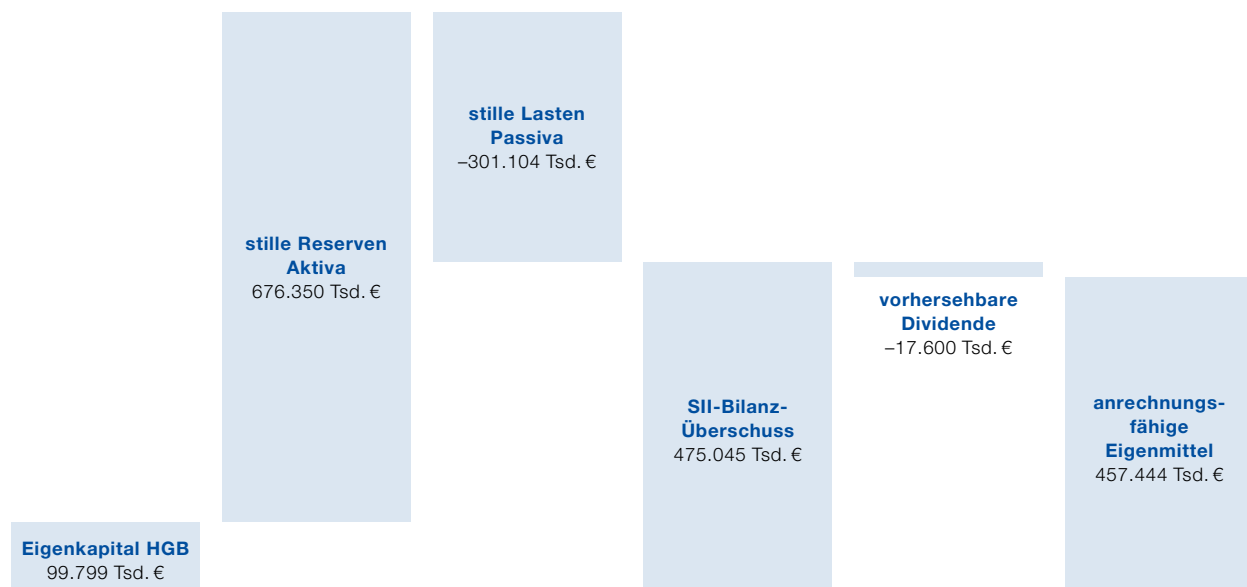 stille Reserven
Aktiva
676.350 Tsd. €
stille Lasten
Passiva
–301.104 Tsd. €
Eigenkapital HGB
99.799 Tsd. €
SII-Bilanz-
Überschuss
475.045 Tsd. €
vorhersehbare
Dividende
–17.600 Tsd. €
anrechnungs-
fähige
Eigenmittel
457.444 Tsd. €